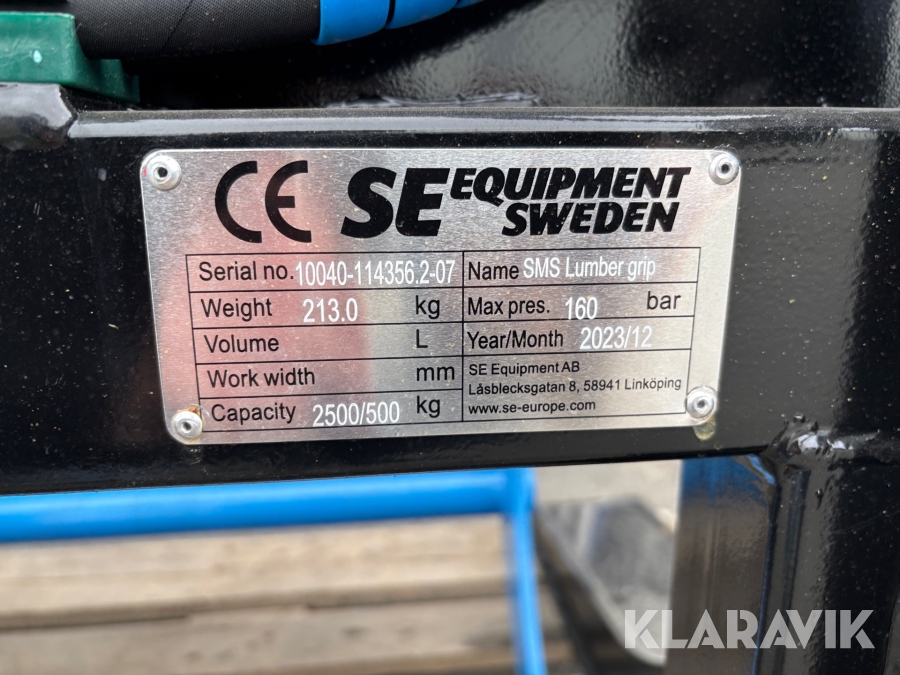 CE SE EQUIPMENT
SWEDEN
Serial no. 10040-114356.2-07 Name SMS Lumber grip
Weight 213.0 kg Max pres. 160 bar
Volume L Year/Month 2023/12
Work width mm SE Equipment AB
Låsblecksgatan 8, 58941 Linköping
Capacity 2500/500 kg www.se-europe.com
KLARAVIK